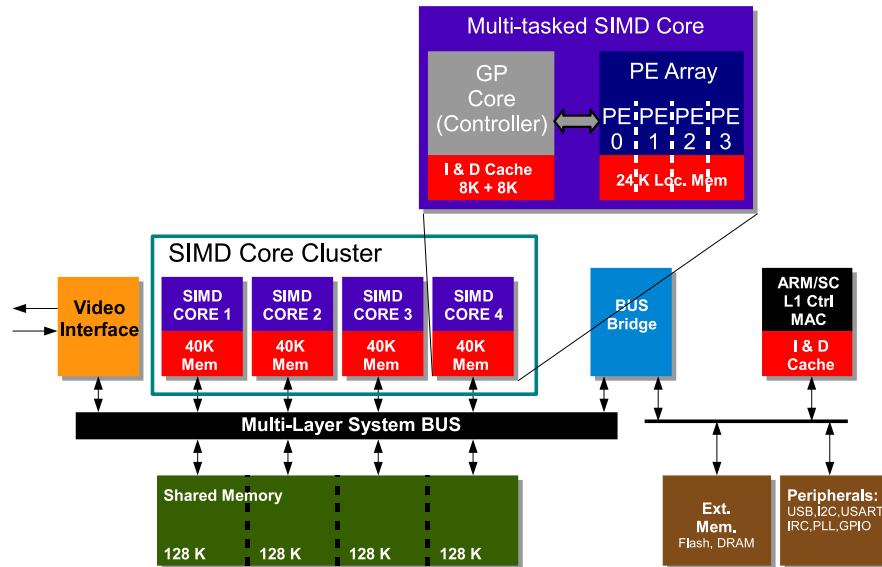 Multi-tasked SIMD Core
GP
Core
(Controller)
PE Array
PE PE PE PE
0 1 2 3
I & D Cache
8K + 8K
24 K Loc. Mem
SIMD Core Cluster
Video
Interface
SIMD
CORE 1
40K
Mem
SIMD
CORE 2
40K
Mem
SIMD
CORE 3
40K
Mem
SIMD
CORE 4
40K
Mem
BUS
Bridge
ARM/SC
L1 Ctrl
MAC
I & D
Cache
Multi-Layer System BUS
Shared Memory
128 K 128 K 128 K 128 K
Ext.
Mem.
Flash, DRAM
Peripherals:
USB,I2C,USART
IRC,PLL,GPIO